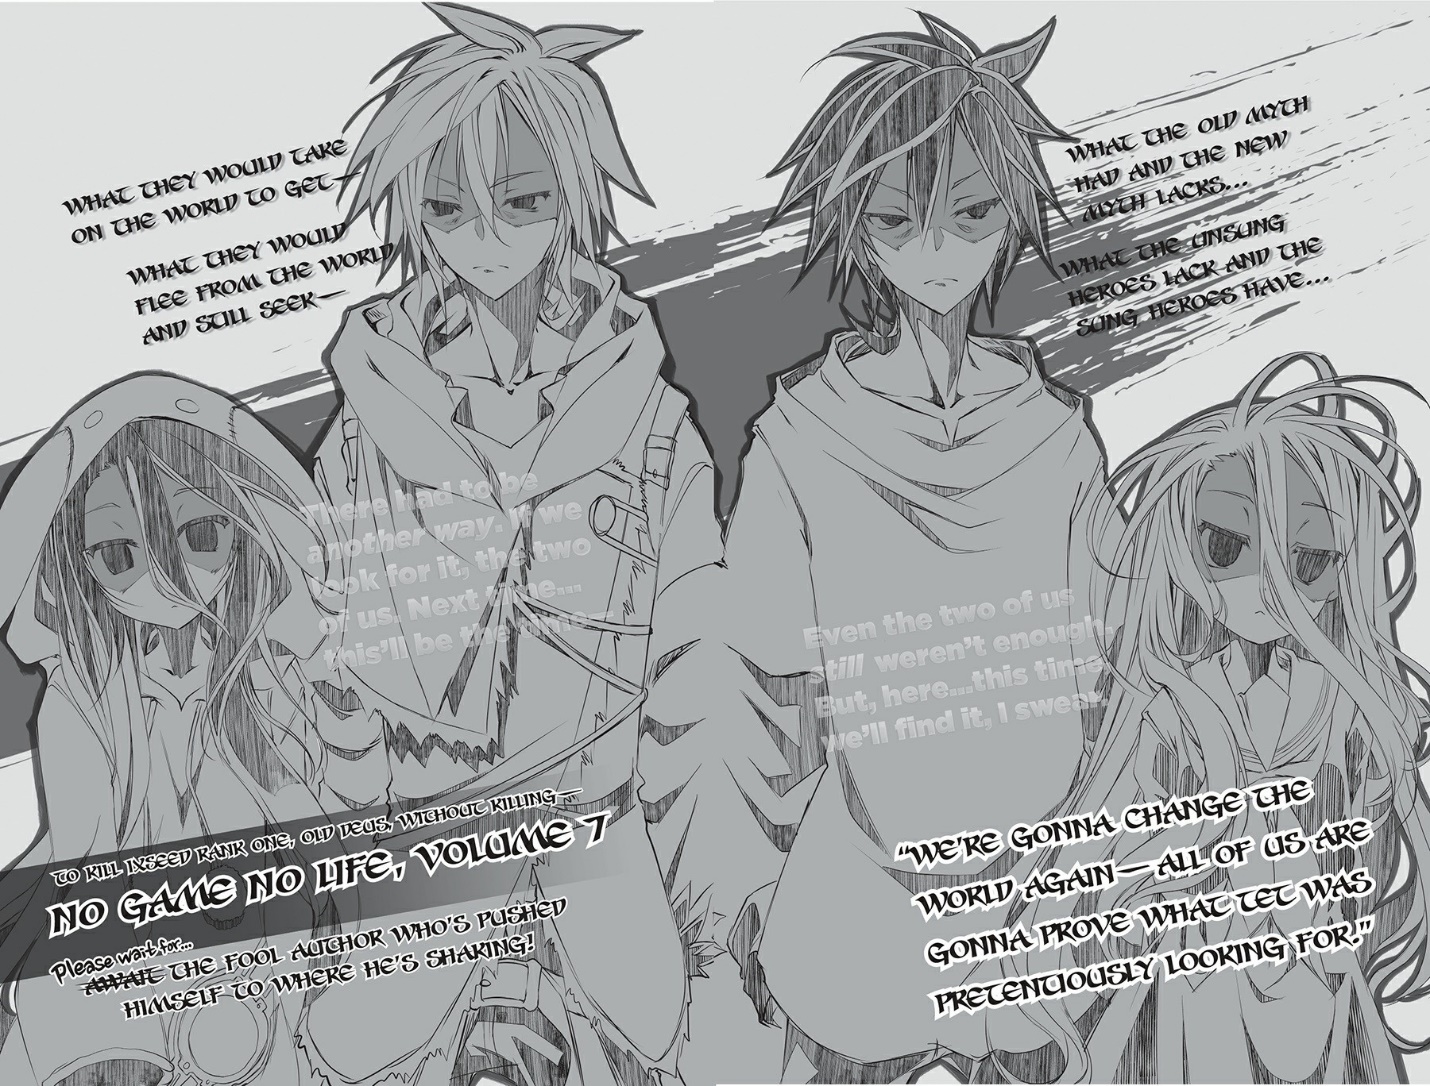 WHAT THEY WOULD TAKE
ON THE WORLD TO GET—
WHAT THEY WOULD
FLEE FROM THE WORLD
AND STILL SEEK—
There had to be
another way. If we
look for it, the two
of us. Next time...
this'll be the time—
TO KILL IXSEED RANK ONE, OLD DEUS, WITHOUT KILLING—
NO GAME NO LIFE, VOLUME 7
Please wait for...
AWAIT THE FOOL AUTHOR WHO'S PUSHED
HIMSELF TO WHERE HE'S SHARING!
WHAT THE OLD MYTH
HAD AND THE NEW
MYTH LACKS...
WHAT THE UNSUNG
HEROES LACK AND THE
SUNG HEROES HAVE...
Even the two of us
still weren't enough.
But, here...this time
we'll find it, I swear.
"WE'RE GONNA CHANGE THE
WORLD AGAIN—ALL OF US ARE
GONNA PROVE WHAT TET WAS
PRETENTIOUSLY LOOKING FOR."